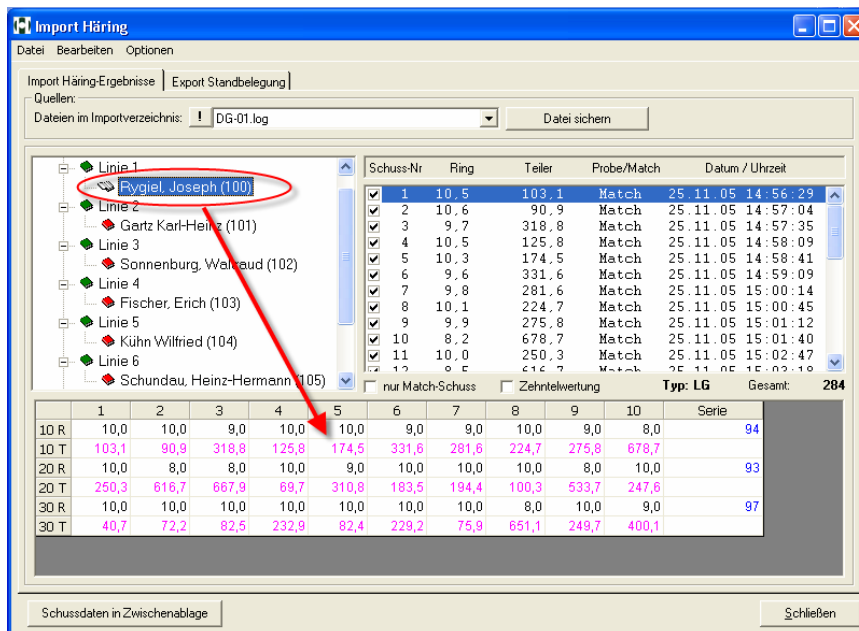 Import Häring
Datei Bearbeiten Optionen
Import Häring-Ergebnisse Export Standbelegung
Quellen:
Dateien im Importverzeichnis: ! DG-01.log Datei sichern
Linie 1
Rygiel, Joseph (100)
Linie 2
Gartz Karl-Heinz (101)
Linie 3
Sonnenburg, Waltraud (102)
Linie 4
Fischer, Erich (103)
Linie 5
Kühn Wilfried (104)
Linie 6
Schundau, Heinz-Hermann (105)
Schuss-Nr Ring Teiler Probe/Match Datum / Uhrzeit
1 10,5 103,1 Match 25.11.05 14:56:29
2 10,6 90,9 Match 25.11.05 14:57:04
3 9,7 318,8 Match 25.11.05 14:57:35
4 10,5 125,8 Match 25.11.05 14:58:09
5 10,3 174,5 Match 25.11.05 14:58:41
6 9,6 331,6 Match 25.11.05 14:59:09
7 9,8 281,6 Match 25.11.05 15:00:14
8 10,1 224,7 Match 25.11.05 15:00:45
9 9,9 275,8 Match 25.11.05 15:01:12
10 8,2 678,7 Match 25.11.05 15:01:40
11 10,0 250,3 Match 25.11.05 15:02:47
12 8,5 616,7 Match 25.11.05 15:03:18
nur Match-Schuss Zehntelwertung Typ: LG Gesamt: 284
1 2 3 4 5 6 7 8 9 10 Serie
10 R 10,0 10,0 9,0 10,0 10,0 9,0 9,0 10,0 9,0 8,0 94
10 T 103,1 90,9 318,8 125,8 174,5 331,6 281,6 224,7 275,8 678,7
20 R 10,0 8,0 8,0 10,0 9,0 10,0 10,0 10,0 8,0 10,0 93
20 T 250,3 616,7 667,9 69,7 310,8 183,5 194,4 100,3 533,7 247,6
30 R 10,0 10,0 10,0 10,0 10,0 10,0 10,0 8,0 10,0 9,0 97
30 T 40,7 72,2 82,5 232,9 82,4 229,2 75,9 651,1 249,7 400,1
Schussdaten in Zwischenablage Schließen